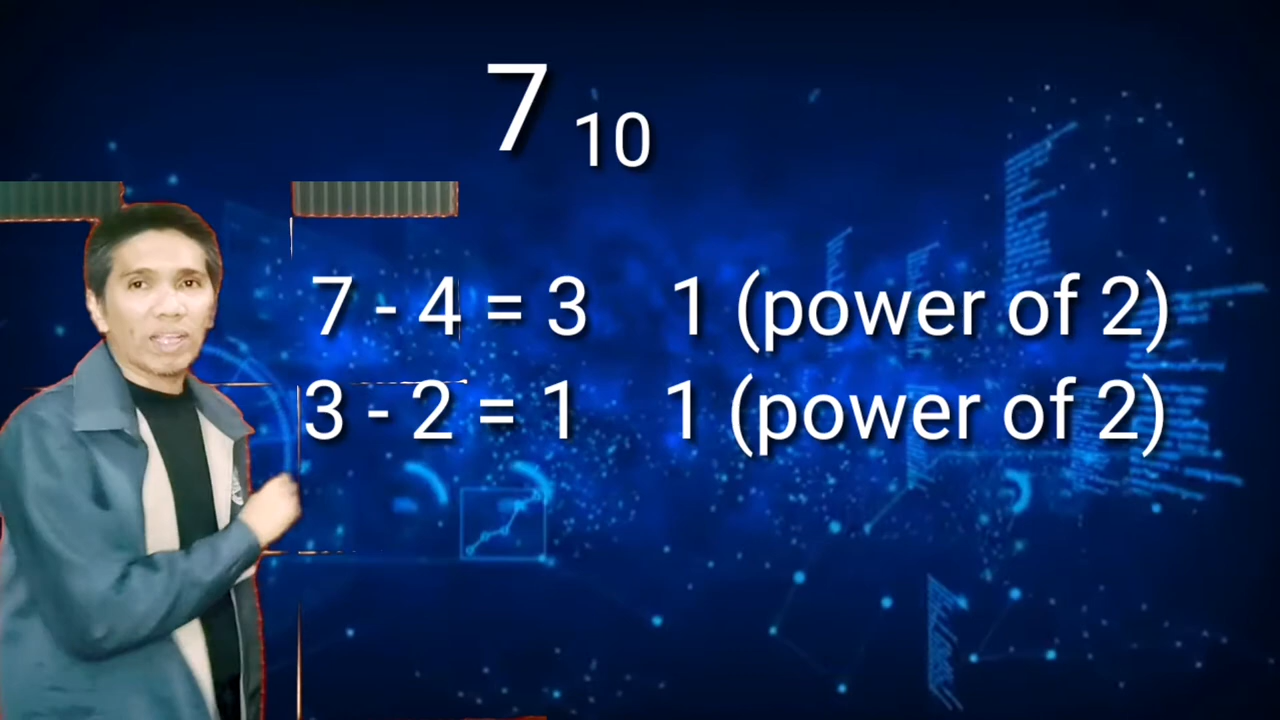 7 10
7 - 4 = 3 1 (power of 2)
3 - 2 = 1 1 (power of 2)